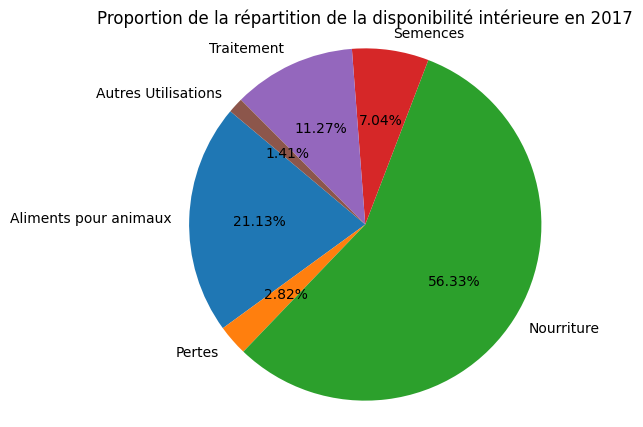 Proportion de la répartition de la disponibilité intérieure en 2017
Semences
Traitement
Autres Utilisations
11.27%
7.04%
1.41%
Aliments pour animaux
21.13%
56.33%
2.82%
Nourriture
Pertes